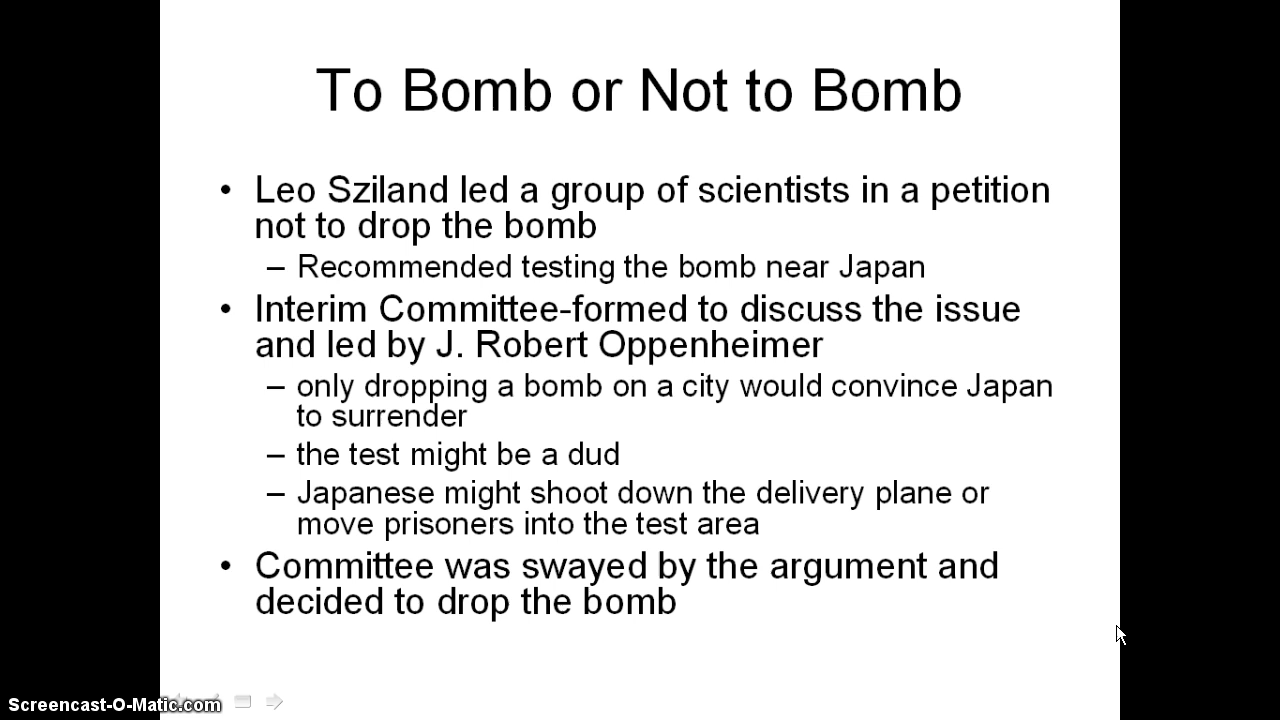 To Bomb or Not to Bomb
• Leo Sziland led a group of scientists in a petition
not to drop the bomb
– Recommended testing the bomb near Japan
• Interim Committee-formed to discuss the issue
and led by J. Robert Oppenheimer
– only dropping a bomb on a city would convince Japan
to surrender
– the test might be a dud
– Japanese might shoot down the delivery plane or
move prisoners into the test area
• Committee was swayed by the argument and
decided to drop the bomb
Screencast-O-Matic.com